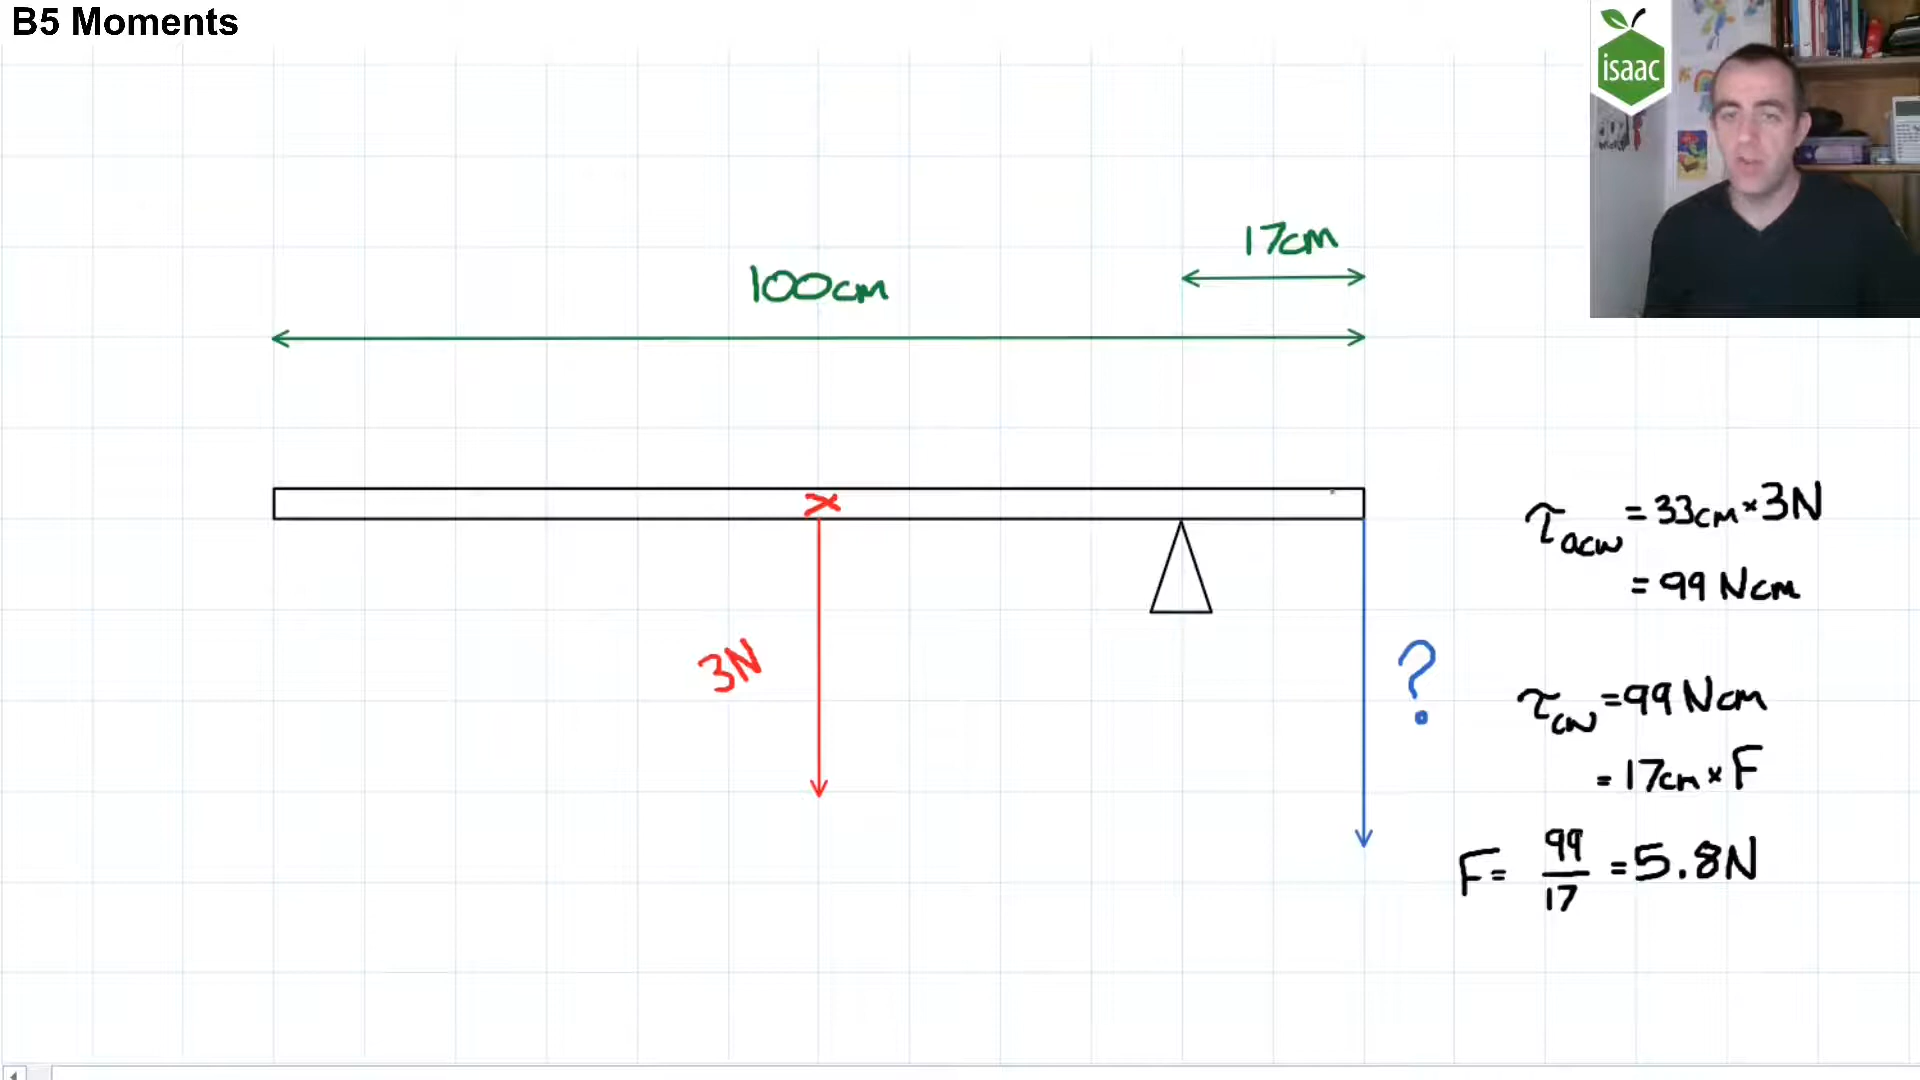 B5 Moments
isaac
17cm
100cm
×
τacw = 33cm × 3N
= 99 Ncm
3N
?
τcw = 99 Ncm
= 17cm × F
F = 99/17 = 5.8N